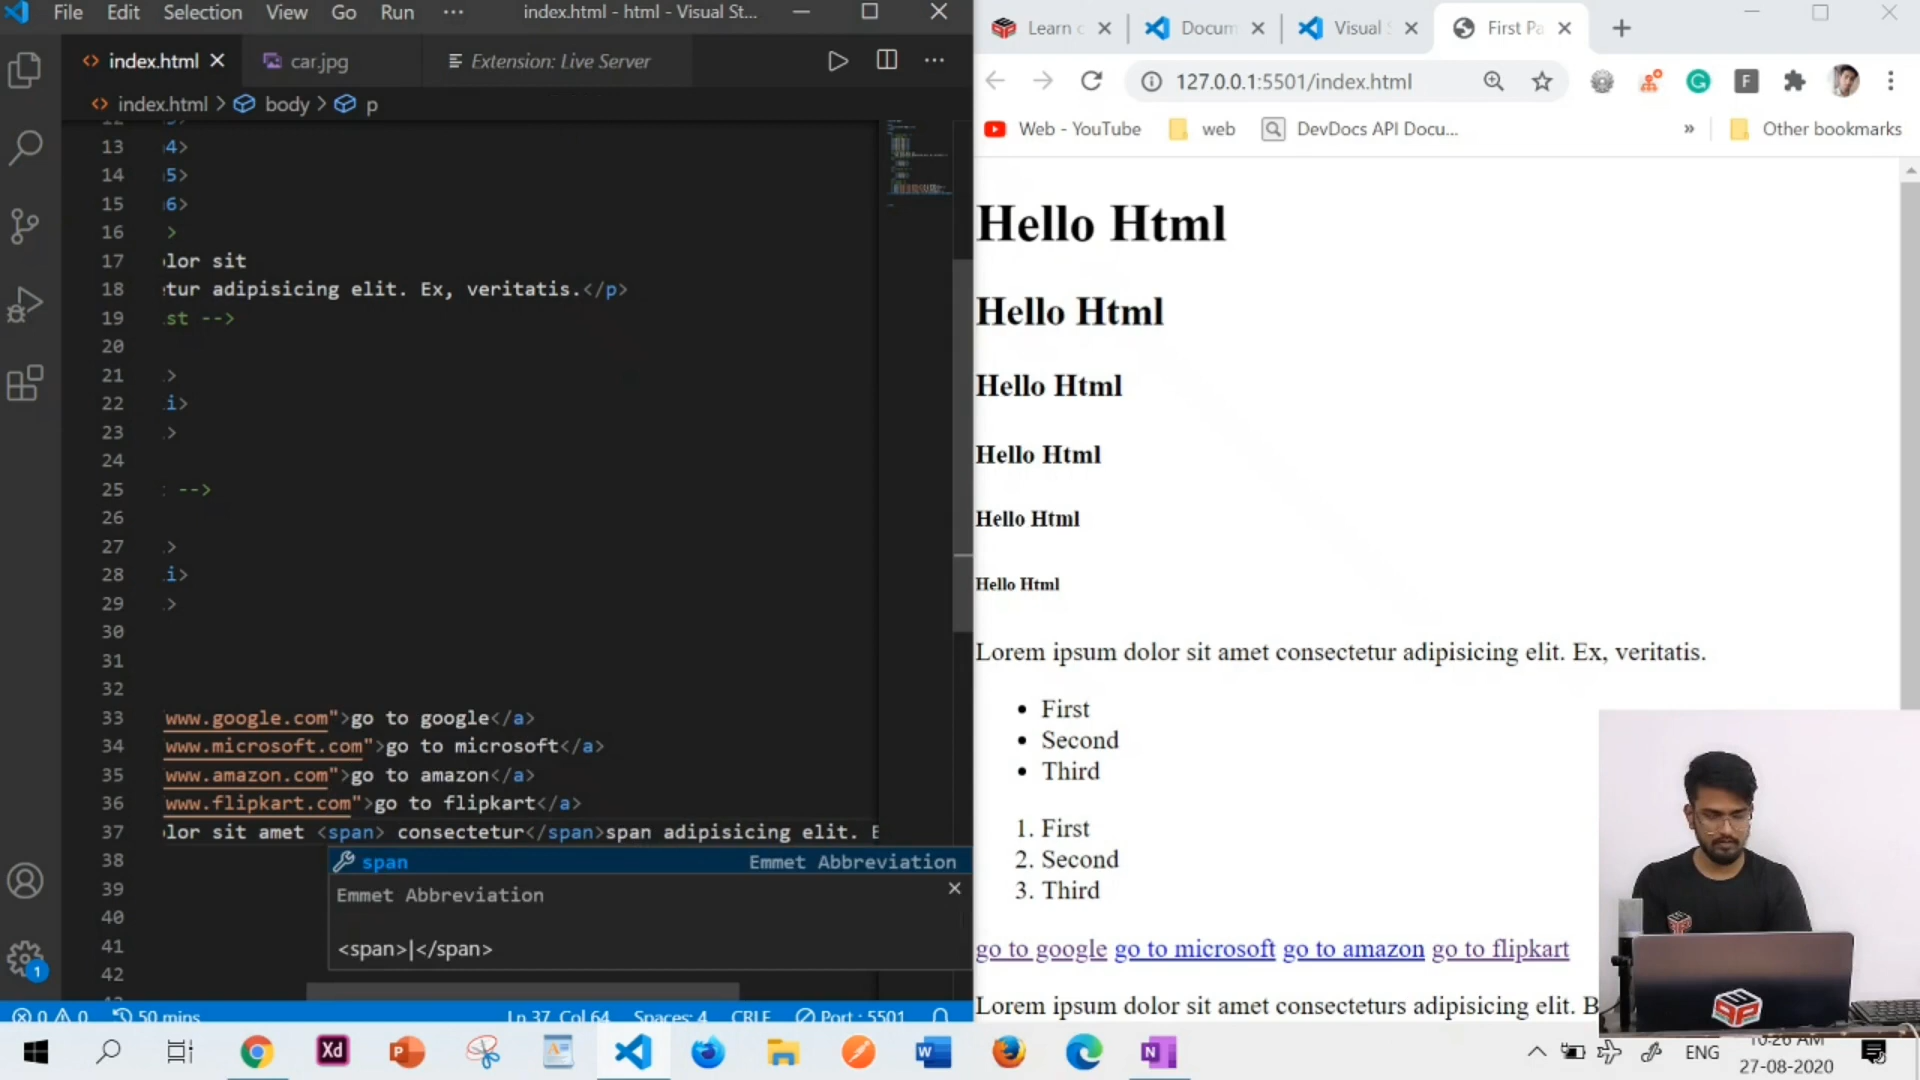 File Edit Selection View Go Run ··· index.html - html - Visual St...
index.html car.jpg Extension: Live Server
index.html > body > p
13 4>
14 5>
15 6>
16 >
17 lor sit
18 tur adipisicing elit. Ex, veritatis.</p>
19 st -->
20
21 >
22 i>
23 >
24
25 -->
26
27 >
28 i>
29 >
30
31
32
33 www.google.com">go to google</a>
34 www.microsoft.com">go to microsoft</a>
35 www.amazon.com">go to amazon</a>
36 www.flipkart.com">go to flipkart</a>
37 lor sit amet <span> consectetur</span>span adipisicing elit. E
38
39
40
41
42
span Emmet Abbreviation
Emmet Abbreviation
<span>|</span>
1
0 0 50 mins Ln 37, Col 64 Spaces: 4 CRLF Port : 5501
Learn c Docum Visual S First Pa
127.0.0.1:5501/index.html
F
Web - YouTube web DevDocs API Docu... » Other bookmarks
Hello Html
Hello Html
Hello Html
Hello Html
Hello Html
Hello Html
Lorem ipsum dolor sit amet consectetur adipisicing elit. Ex, veritatis.
• First
• Second
• Third
1. First
2. Second
3. Third
go to google go to microsoft go to amazon go to flipkart
Lorem ipsum dolor sit amet consecteturs adipisicing elit. B
Xd P W N ENG 10:26 AM
27-08-2020